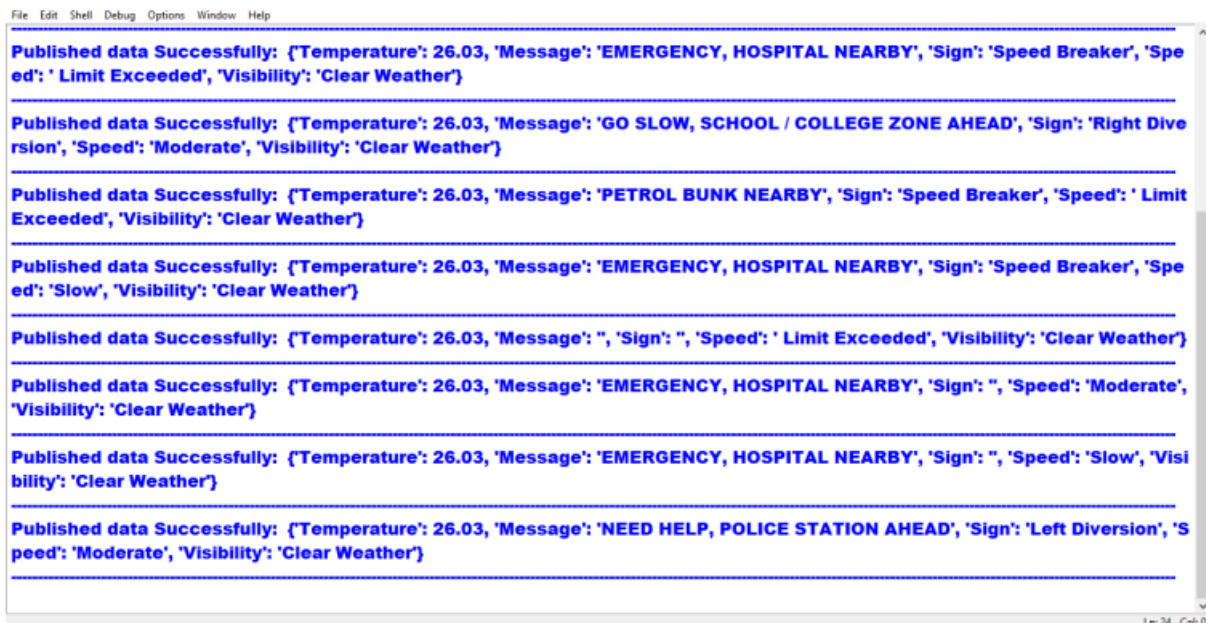 File Edit Shell Debug Options Window Help
Published data Successfully: {'Temperature': 26.03, 'Message': 'EMERGENCY, HOSPITAL NEARBY', 'Sign': 'Speed Breaker', 'Spe
ed': ' Limit Exceeded', 'Visibility': 'Clear Weather'}
Published data Successfully: {'Temperature': 26.03, 'Message': 'GO SLOW, SCHOOL / COLLEGE ZONE AHEAD', 'Sign': 'Right Dive
rsion', 'Speed': 'Moderate', 'Visibility': 'Clear Weather'}
Published data Successfully: {'Temperature': 26.03, 'Message': 'PETROL BUNK NEARBY', 'Sign': 'Speed Breaker', 'Speed': ' Limit
Exceeded', 'Visibility': 'Clear Weather'}
Published data Successfully: {'Temperature': 26.03, 'Message': 'EMERGENCY, HOSPITAL NEARBY', 'Sign': 'Speed Breaker', 'Spe
ed': 'Slow', 'Visibility': 'Clear Weather'}
Published data Successfully: {'Temperature': 26.03, 'Message': '', 'Sign': '', 'Speed': ' Limit Exceeded', 'Visibility': 'Clear Weather'}
Published data Successfully: {'Temperature': 26.03, 'Message': 'EMERGENCY, HOSPITAL NEARBY', 'Sign': '', 'Speed': 'Moderate',
'Visibility': 'Clear Weather'}
Published data Successfully: {'Temperature': 26.03, 'Message': 'EMERGENCY, HOSPITAL NEARBY', 'Sign': '', 'Speed': 'Slow', 'Visi
bility': 'Clear Weather'}
Published data Successfully: {'Temperature': 26.03, 'Message': 'NEED HELP, POLICE STATION AHEAD', 'Sign': 'Left Diversion', 'S
peed': 'Moderate', 'Visibility': 'Clear Weather'}